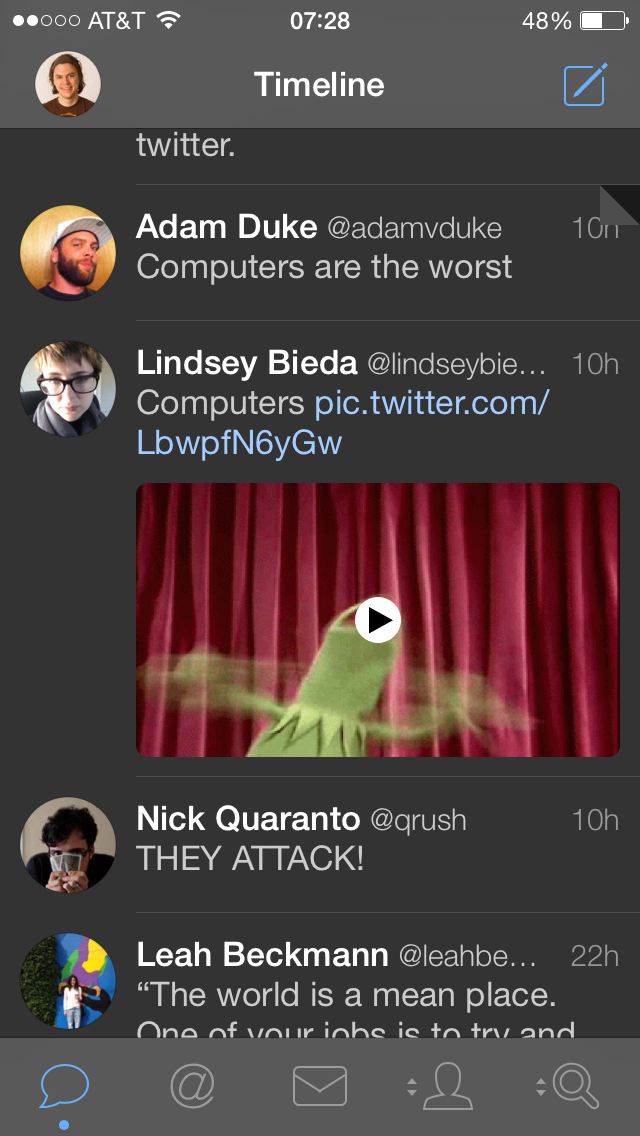 AT&T 07:28 48%
Timeline
twitter.
Adam Duke @adamvduke 10h
Computers are the worst
Lindsey Bieda @lindseybie… 10h
Computers pic.twitter.com/
LbwpfN6yGw
Nick Quaranto @qrush 10h
THEY ATTACK!
Leah Beckmann @leahbe… 22h
“The world is a mean place.
One of your jobs is to try and
@